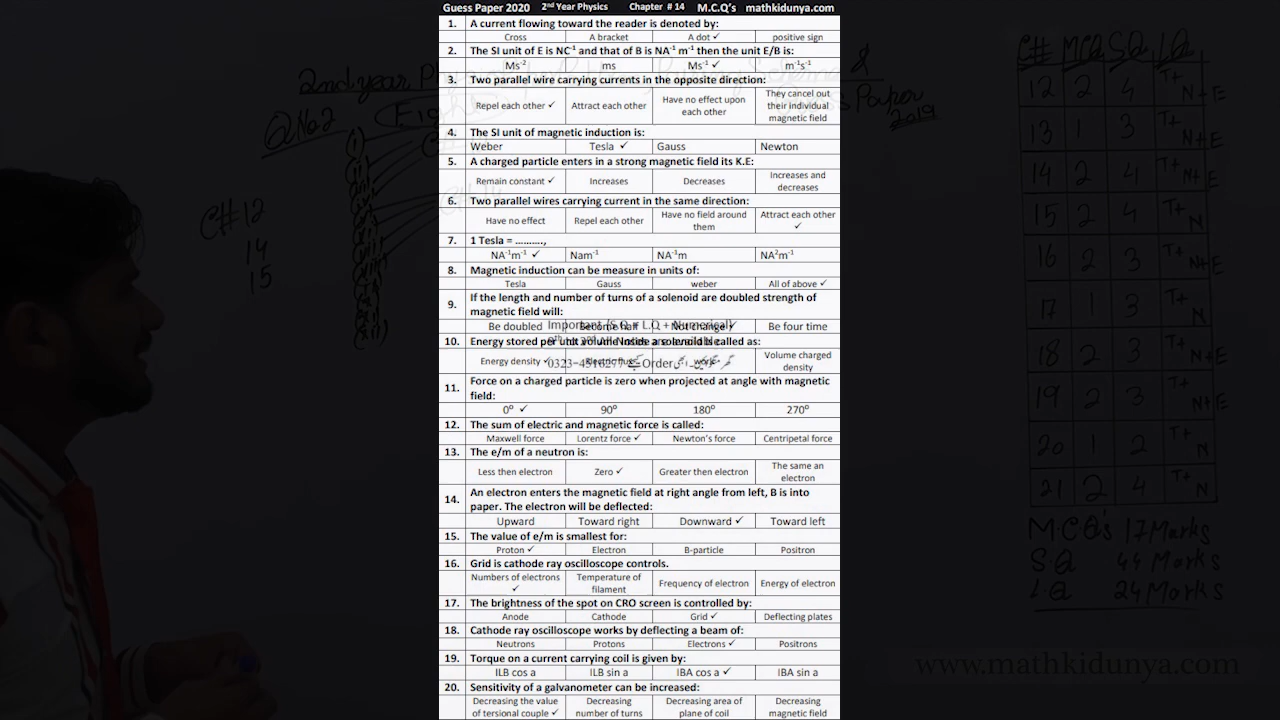 Guess Paper 2020 2nd Year Physics Chapter # 14 M.C.Q's mathkidunya.com
1. A current flowing toward the reader is denoted by:
Cross A bracket A dot ✓ positive sign
2. The SI unit of E is NC-1 and that of B is NA-1 m-1 then the unit E/B is:
Ms-2 ms Ms-1 ✓ m-1s-1
3. Two parallel wire carrying currents in the opposite direction:
Repel each other ✓ Attract each other Have no effect upon each other They cancel out their individual magnetic field
4. The SI unit of magnetic induction is:
Weber Tesla ✓ Gauss Newton
5. A charged particle enters in a strong magnetic field its K.E:
Remain constant ✓ Increases Decreases Increases and decreases
6. Two parallel wires carrying current in the same direction:
Have no effect Repel each other Have no field around them Attract each other ✓
7. 1 Tesla = ……….,
NA-1m-1 ✓ Nam-1 NA-1m NA2m-1
8. Magnetic induction can be measure in units of:
Tesla Gauss weber All of above ✓
9. If the length and number of turns of a solenoid are doubled strength of
magnetic field will:
Be doubled Become half Not change ✓ Be four time
Important (S.Q + L.Q + Numerical)
10. Energy stored per unit volume inside a solenoid is called as:
Energy density ✓ Electric flux Volume charged density
Order
11. Force on a charged particle is zero when projected at angle with magnetic
field:
0º ✓ 90º 180º 270º
12. The sum of electric and magnetic force is called:
Maxwell force Lorentz force ✓ Newton's force Centripetal force
13. The e/m of a neutron is:
Less then electron Zero ✓ Greater then electron The same an electron
14. An electron enters the magnetic field at right angle from left, B is into
paper. The electron will be deflected:
Upward Toward right Downward ✓ Toward left
15. The value of e/m is smallest for:
Proton ✓ Electron B-particle Positron
16. Grid is cathode ray oscilloscope controls.
Numbers of electrons ✓ Temperature of filament Frequency of electron Energy of electron
17. The brightness of the spot on CRO screen is controlled by:
Anode Cathode Grid ✓ Deflecting plates
18. Cathode ray oscilloscope works by deflecting a beam of:
Neutrons Protons Electrons ✓ Positrons
19. Torque on a current carrying coil is given by:
ILB cos a ILB sin a IBA cos a ✓ IBA sin a
20. Sensitivity of a galvanometer can be increased:
Decreasing the value of tersional couple ✓ Decreasing number of turns Decreasing area of plane of coil Decreasing magnetic field
2nd year
Q.No2
CH#12
14
15
Paper
2019
C# MCQ S.Q L.Q
12 2 T+ N+E
13 1 3 T+ N+E
14 2 4 T+ N+E
15 2 4 T+ N+E
16 2 3 T+ N+E
17 1 3 T+ N+E
2 T+ N
19 2 3 T+ N+E
20 1 2 T+ N
21 2 4 T+ N
MCQ's 17 Marks
S.Q Marks
L.Q 24 Marks
www.mathkidunya.com